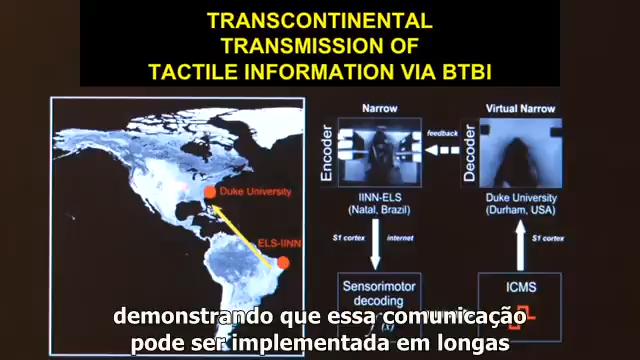 TRANSCONTINENTAL
TRANSMISSION OF
TACTILE INFORMATION VIA BTBI
Duke University
ELS-IINN
Narrow
Virtual Narrow
Encoder
feedback
Decoder
IINN-ELS
(Natal, Brazil)
Duke University
(Durham, USA)
S1 cortex
internet
S1 cortex
Sensorimotor
decoding
f (x)
ICMS
demonstrando que essa comunicação
pode ser implementada em longas